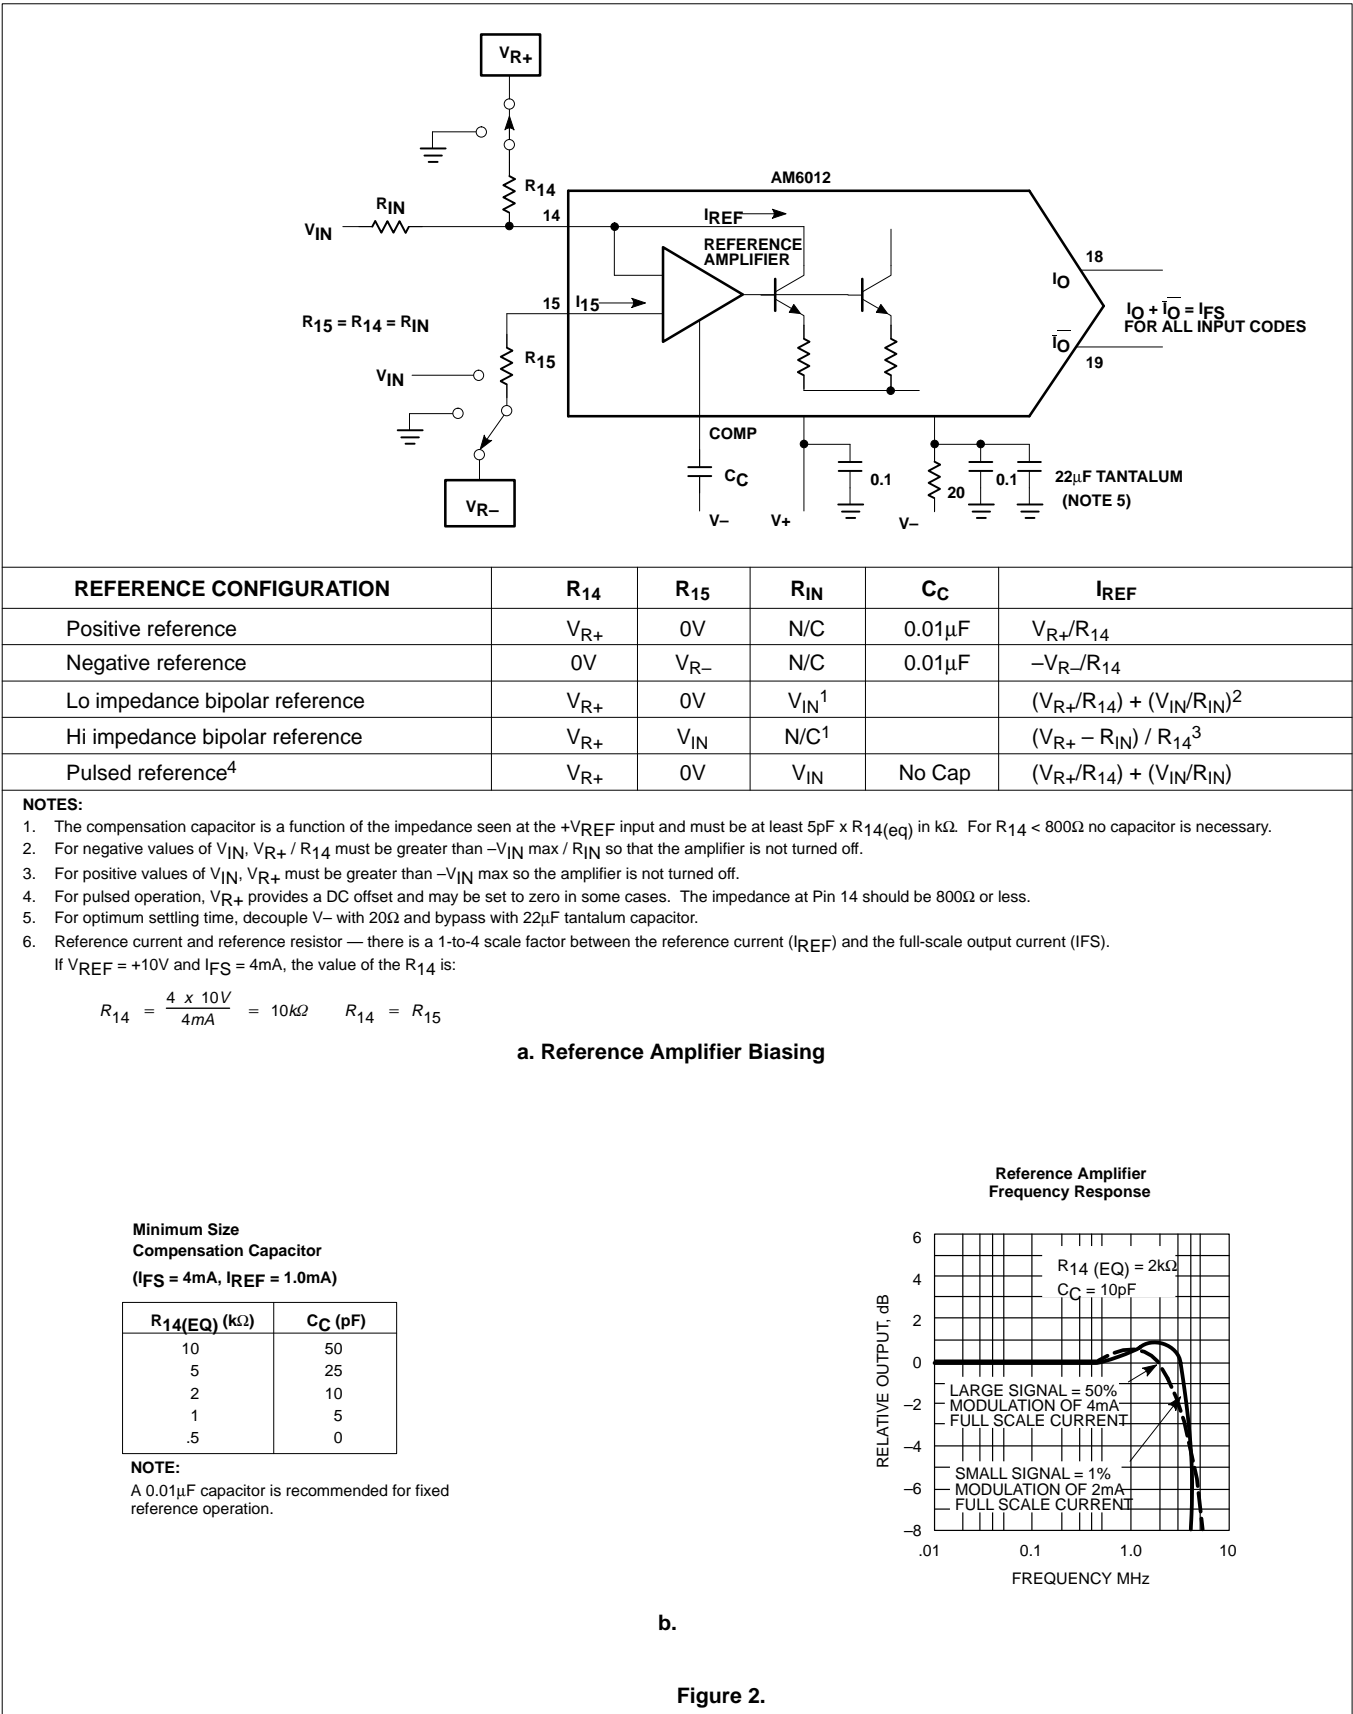 VR+
R14
RIN
VIN
14
AM6012
IREF
REFERENCE
AMPLIFIER
18
IO
15
I15
R15 = R14 = RIN
IO + I̅O̅ = IFS
FOR ALL INPUT CODES
I̅O̅
19
R15
VIN
COMP
CC
0.1
20
0.1
22μF TANTALUM
(NOTE 5)
VR–
V–
V+
V–
REFERENCE CONFIGURATION R14 R15 RIN CC IREF
Positive reference VR+ 0V N/C 0.01μF VR+/R14
Negative reference 0V VR– N/C 0.01μF –VR–/R14
Lo impedance bipolar reference VR+ 0V VIN¹ (VR+/R14) + (VIN/RIN)²
Hi impedance bipolar reference VR+ VIN N/C¹ (VR+ – RIN) / R14³
Pulsed reference⁴ VR+ 0V VIN No Cap (VR+/R14) + (VIN/RIN)
NOTES:
1. The compensation capacitor is a function of the impedance seen at the +VREF input and must be at least 5pF x R14(eq) in kΩ. For R14 < 800Ω no capacitor is necessary.
2. For negative values of VIN, VR+ / R14 must be greater than –VIN max / RIN so that the amplifier is not turned off.
3. For positive values of VIN, VR+ must be greater than –VIN max so the amplifier is not turned off.
4. For pulsed operation, VR+ provides a DC offset and may be set to zero in some cases. The impedance at Pin 14 should be 800Ω or less.
5. For optimum settling time, decouple V– with 20Ω and bypass with 22μF tantalum capacitor.
6. Reference current and reference resistor — there is a 1-to-4 scale factor between the reference current (IREF) and the full-scale output current (IFS).
If VREF = +10V and IFS = 4mA, the value of the R14 is:
R14 = 4 x 10V / 4mA = 10kΩ R14 = R15
a. Reference Amplifier Biasing
Minimum Size
Compensation Capacitor
(IFS = 4mA, IREF = 1.0mA)
R14(EQ) (kΩ) CC (pF)
10 50
5 25
2 10
1 5
.5 0
NOTE:
A 0.01μF capacitor is recommended for fixed
reference operation.
Reference Amplifier
Frequency Response
RELATIVE OUTPUT, dB
6
4
2
0
–2
–4
–6
–8
R14 (EQ) = 2kΩ
CC = 10pF
LARGE SIGNAL = 50%
MODULATION OF 4mA
FULL SCALE CURRENT
SMALL SIGNAL = 1%
MODULATION OF 2mA
FULL SCALE CURRENT
.01 0.1 1.0 10
FREQUENCY MHz
b.
Figure 2.